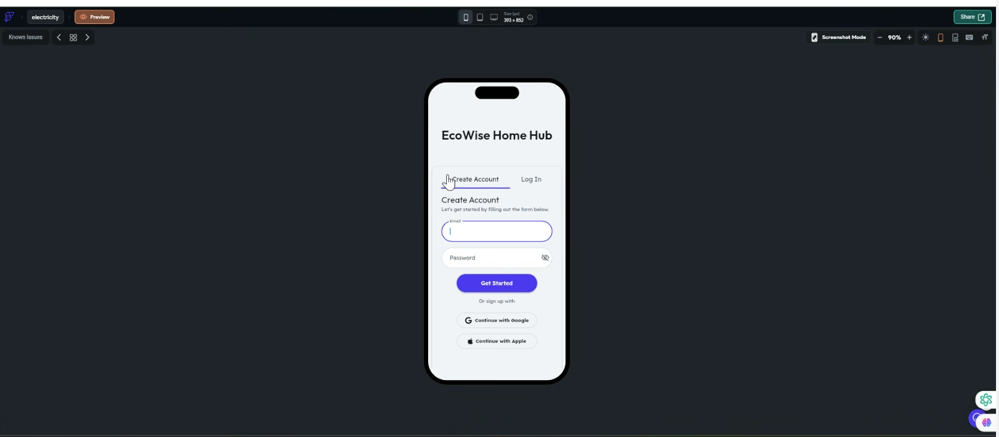 electricity
Preview
Size (px)
393 × 852
Share
Known Issues
Screenshot Mode
90%
EcoWise Home Hub
Create Account
Log In
Create Account
Let's get started by filling out the form below.
Email
Password
Get Started
Or sign up with
Continue with Google
Continue with Apple